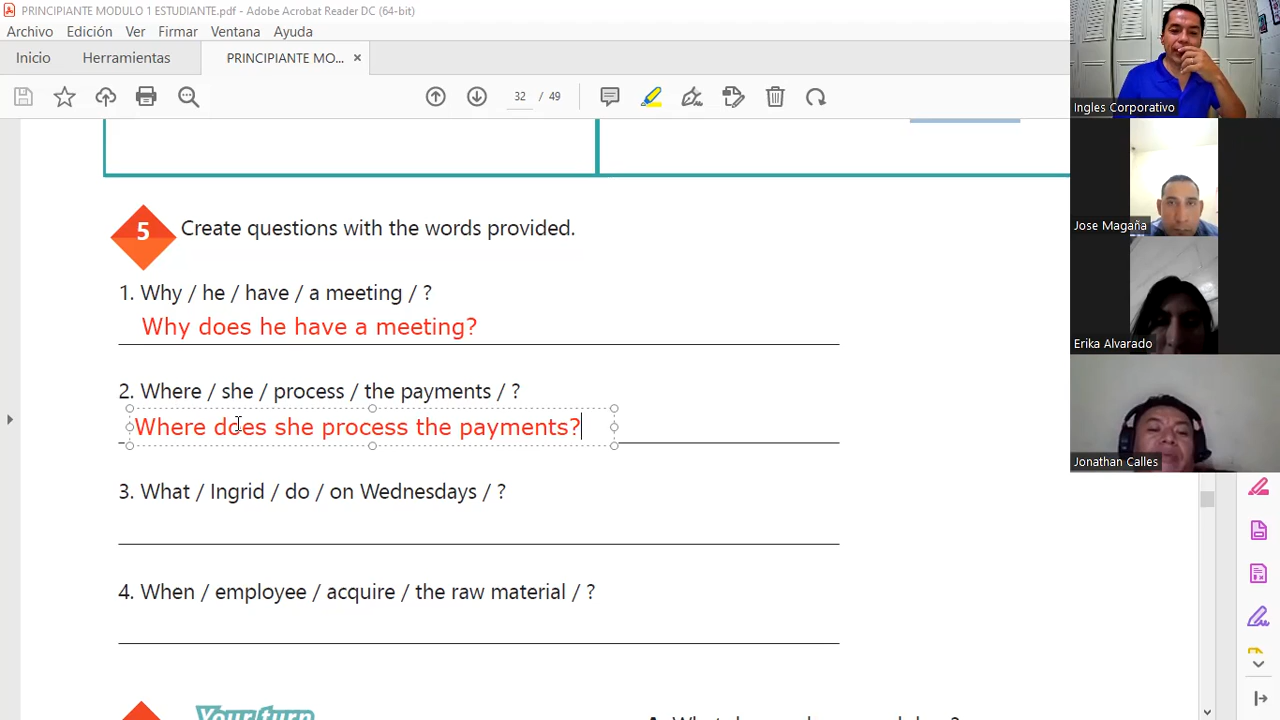 PRINCIPIANTE MODULO 1 ESTUDIANTE.pdf - Adobe Acrobat Reader DC (64-bit)
Archivo Edición Ver Firmar Ventana Ayuda
Inicio Herramientas PRINCIPIANTE MO... ×
32 / 49
5 Create questions with the words provided.
1. Why / he / have / a meeting / ?
Why does he have a meeting?
2. Where / she / process / the payments / ?
Where does she process the payments?
3. What / Ingrid / do / on Wednesdays / ?
4. When / employee / acquire / the raw material / ?
Your turn
Ingles Corporativo
Jose Magaña
Erika Alvarado
Jonathan Calles